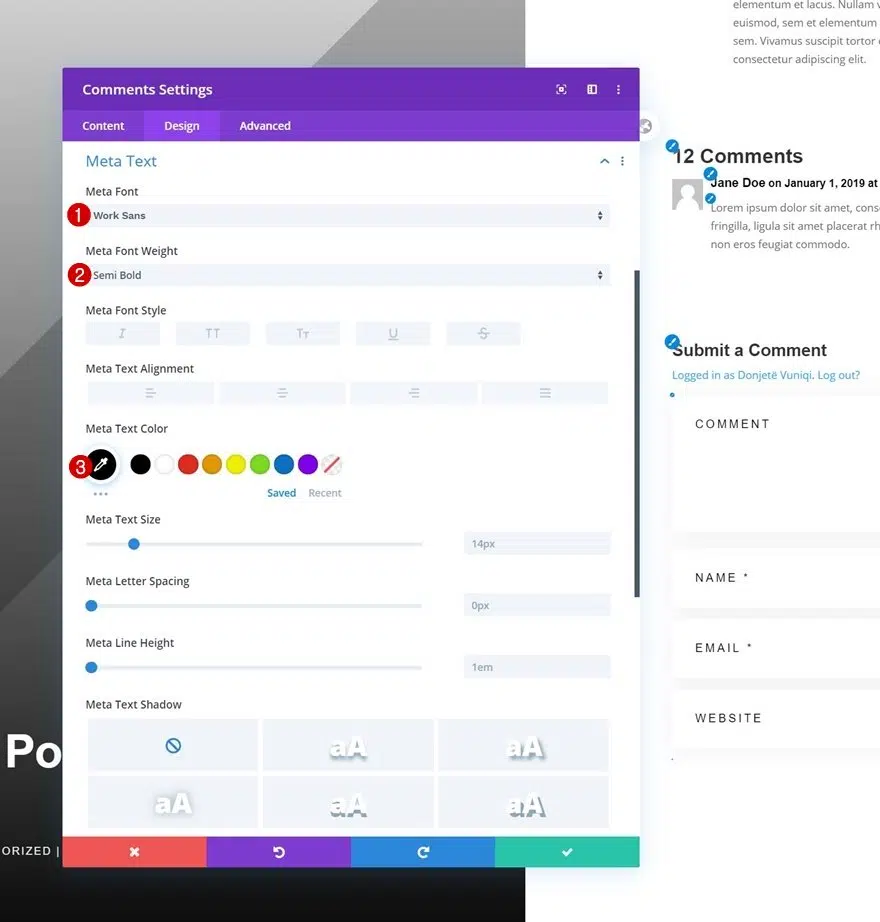 elementum et lacus. Nullam
euismod, sem et elementum
sem. Vivamus suscipit tortor
consectetur adipiscing elit.
Comments Settings
Content Design Advanced
Meta Text
Meta Font
1 Work Sans
Meta Font Weight
2 Semi Bold
Meta Font Style
I TT TT U S
Meta Text Alignment
Meta Text Color
3
Saved Recent
Meta Text Size
14px
Meta Letter Spacing
0px
Meta Line Height
1em
Meta Text Shadow
aA aA
aA aA aA
12 Comments
Jane Doe on January 1, 2019 at
Lorem ipsum dolor sit amet, cons
fringilla, ligula sit amet placerat rh
non eros feugiat commodo.
Submit a Comment
Logged in as Donjetë Vuniqi. Log out?
COMMENT
NAME *
EMAIL *
WEBSITE
Po
ORIZED |